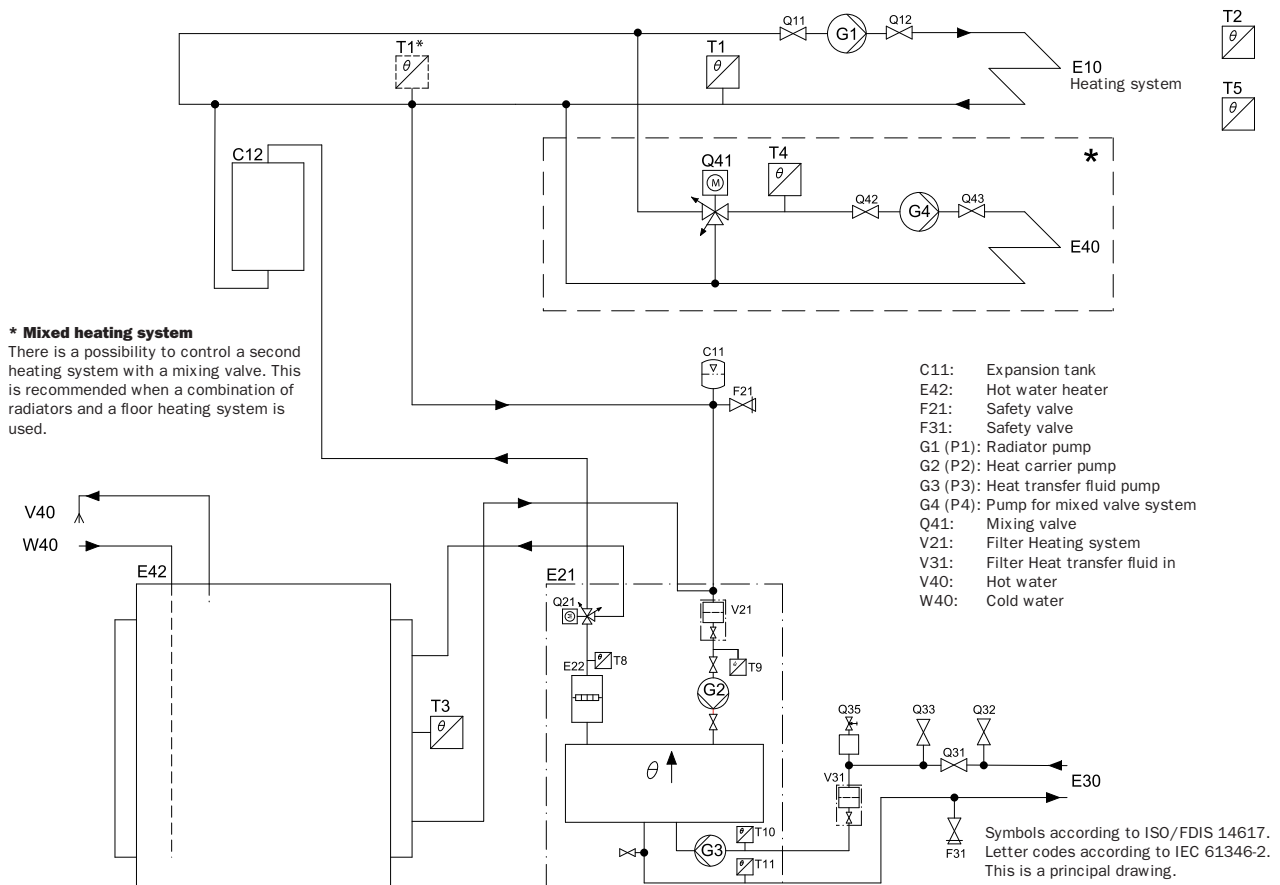 Q11
G1
Q12
T2
θ
T1*
θ
T1
θ
E10
Heating system
T5
θ
C12
Q41
M
T4
θ
*
Q42
G4
Q43
E40
* Mixed heating system
There is a possibility to control a second
heating system with a mixing valve. This
is recommended when a combination of
radiators and a floor heating system is
used.
C11
F21
C11: Expansion tank
E42: Hot water heater
F21: Safety valve
F31: Safety valve
G1 (P1): Radiator pump
G2 (P2): Heat carrier pump
G3 (P3): Heat transfer fluid pump
G4 (P4): Pump for mixed valve system
Q41: Mixing valve
V21: Filter Heating system
V31: Filter Heat transfer fluid in
V40: Hot water
W40: Cold water
V40
W40
E42
E21
Q21
M
V21
E22
θ
T8
T9
G2
T3
θ
θ
Q35
Q33
Q32
Q31
V31
E30
T10
G3
T11
F31
Symbols according to ISO/FDIS 14617.
Letter codes according to IEC 61346-2.
This is a principal drawing.